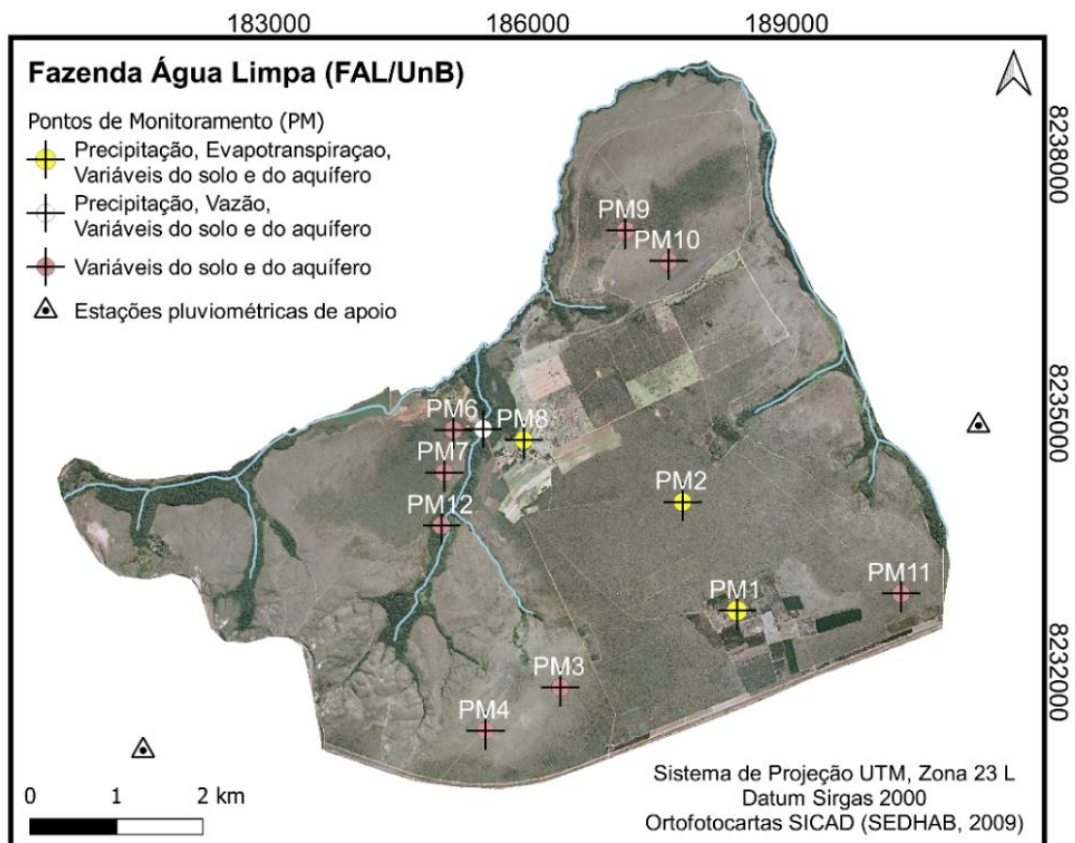 183000
186000
189000
Fazenda Água Limpa (FAL/UnB)
Pontos de Monitoramento (PM)
Precipitação, Evapotranspiraçao,
Variáveis do solo e do aquífero
Precipitação, Vazão,
Variáveis do solo e do aquífero
Variáveis do solo e do aquífero
Estações pluviométricas de apoio
8238000
PM9
PM10
8235000
PM6
PM8
PM7
PM2
PM12
PM11
PM1
8232000
PM3
PM4
0
1
2 km
Sistema de Projeção UTM, Zona 23 L
Datum Sirgas 2000
Ortofotocartas SICAD (SEDHAB, 2009)